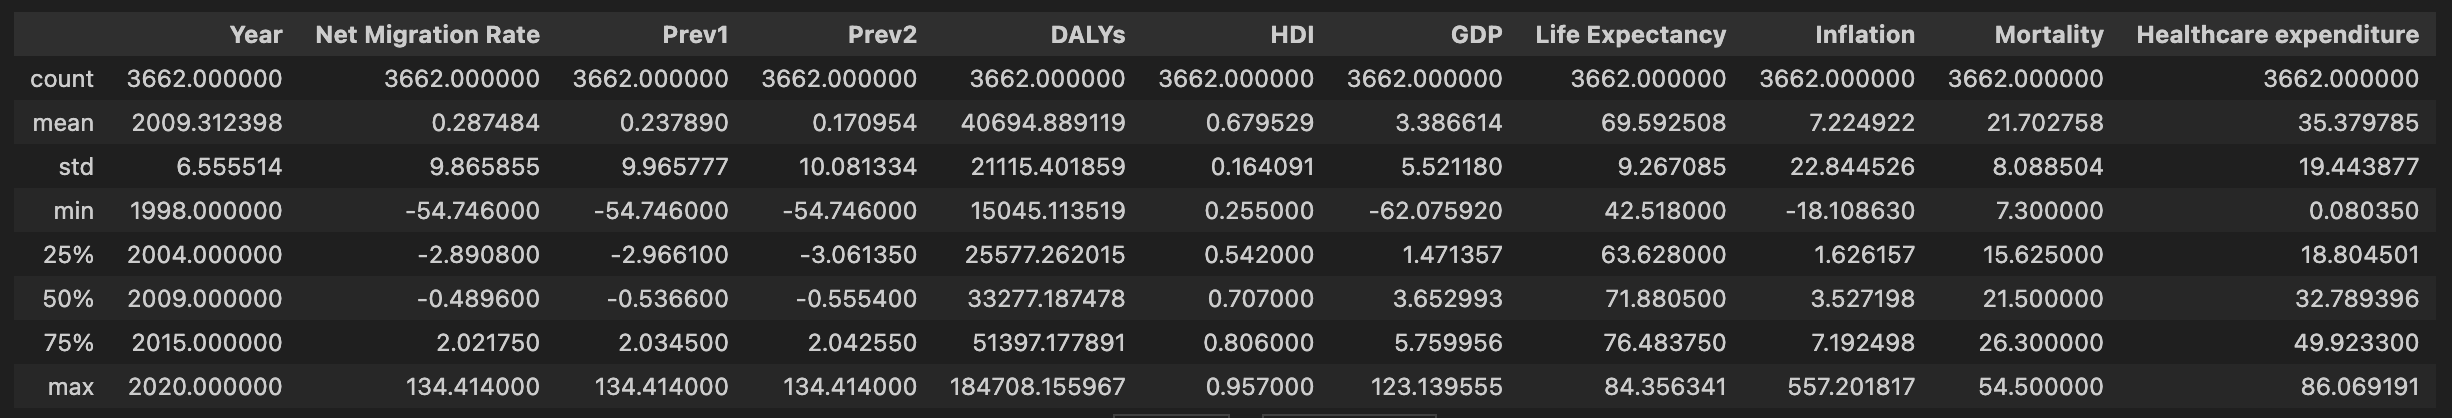 Year Net Migration Rate Prev1 Prev2 DALYs HDI GDP Life Expectancy Inflation Mortality Healthcare expenditure
count 3662.000000 3662.000000 3662.000000 3662.000000 3662.000000 3662.000000 3662.000000 3662.000000 3662.000000 3662.000000 3662.000000
mean 2009.312398 0.287484 0.237890 0.170954 40694.889119 0.679529 3.386614 69.592508 7.224922 21.702758 35.379785
std 6.555514 9.865855 9.965777 10.081334 21115.401859 0.164091 5.521180 9.267085 22.844526 8.088504 19.443877
min 1998.000000 -54.746000 -54.746000 -54.746000 15045.113519 0.255000 -62.075920 42.518000 -18.108630 7.300000 0.080350
25% 2004.000000 -2.890800 -2.966100 -3.061350 25577.262015 0.542000 1.471357 63.628000 1.626157 15.625000 18.804501
50% 2009.000000 -0.489600 -0.536600 -0.555400 33277.187478 0.707000 3.652993 71.880500 3.527198 21.500000 32.789396
75% 2015.000000 2.021750 2.034500 2.042550 51397.177891 0.806000 5.759956 76.483750 7.192498 26.300000 49.923300
max 2020.000000 134.414000 134.414000 134.414000 184708.155967 0.957000 123.139555 84.356341 557.201817 54.500000 86.069191